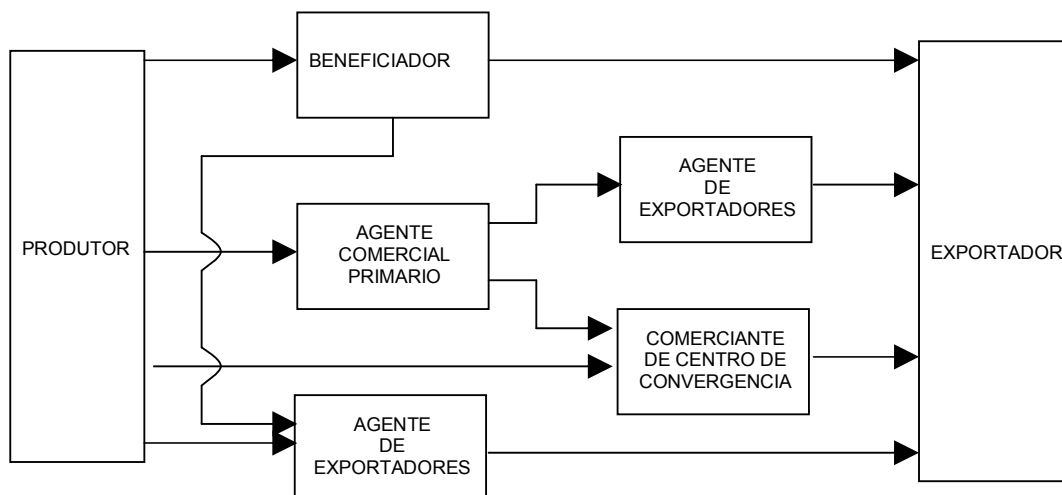 PRODUTOR
BENEFICIADOR
AGENTE
COMERCIAL
PRIMARIO
AGENTE
DE
EXPORTADORES
AGENTE
DE
EXPORTADORES
COMERCIANTE
DE CENTRO DE
CONVERGENCIA
EXPORTADOR